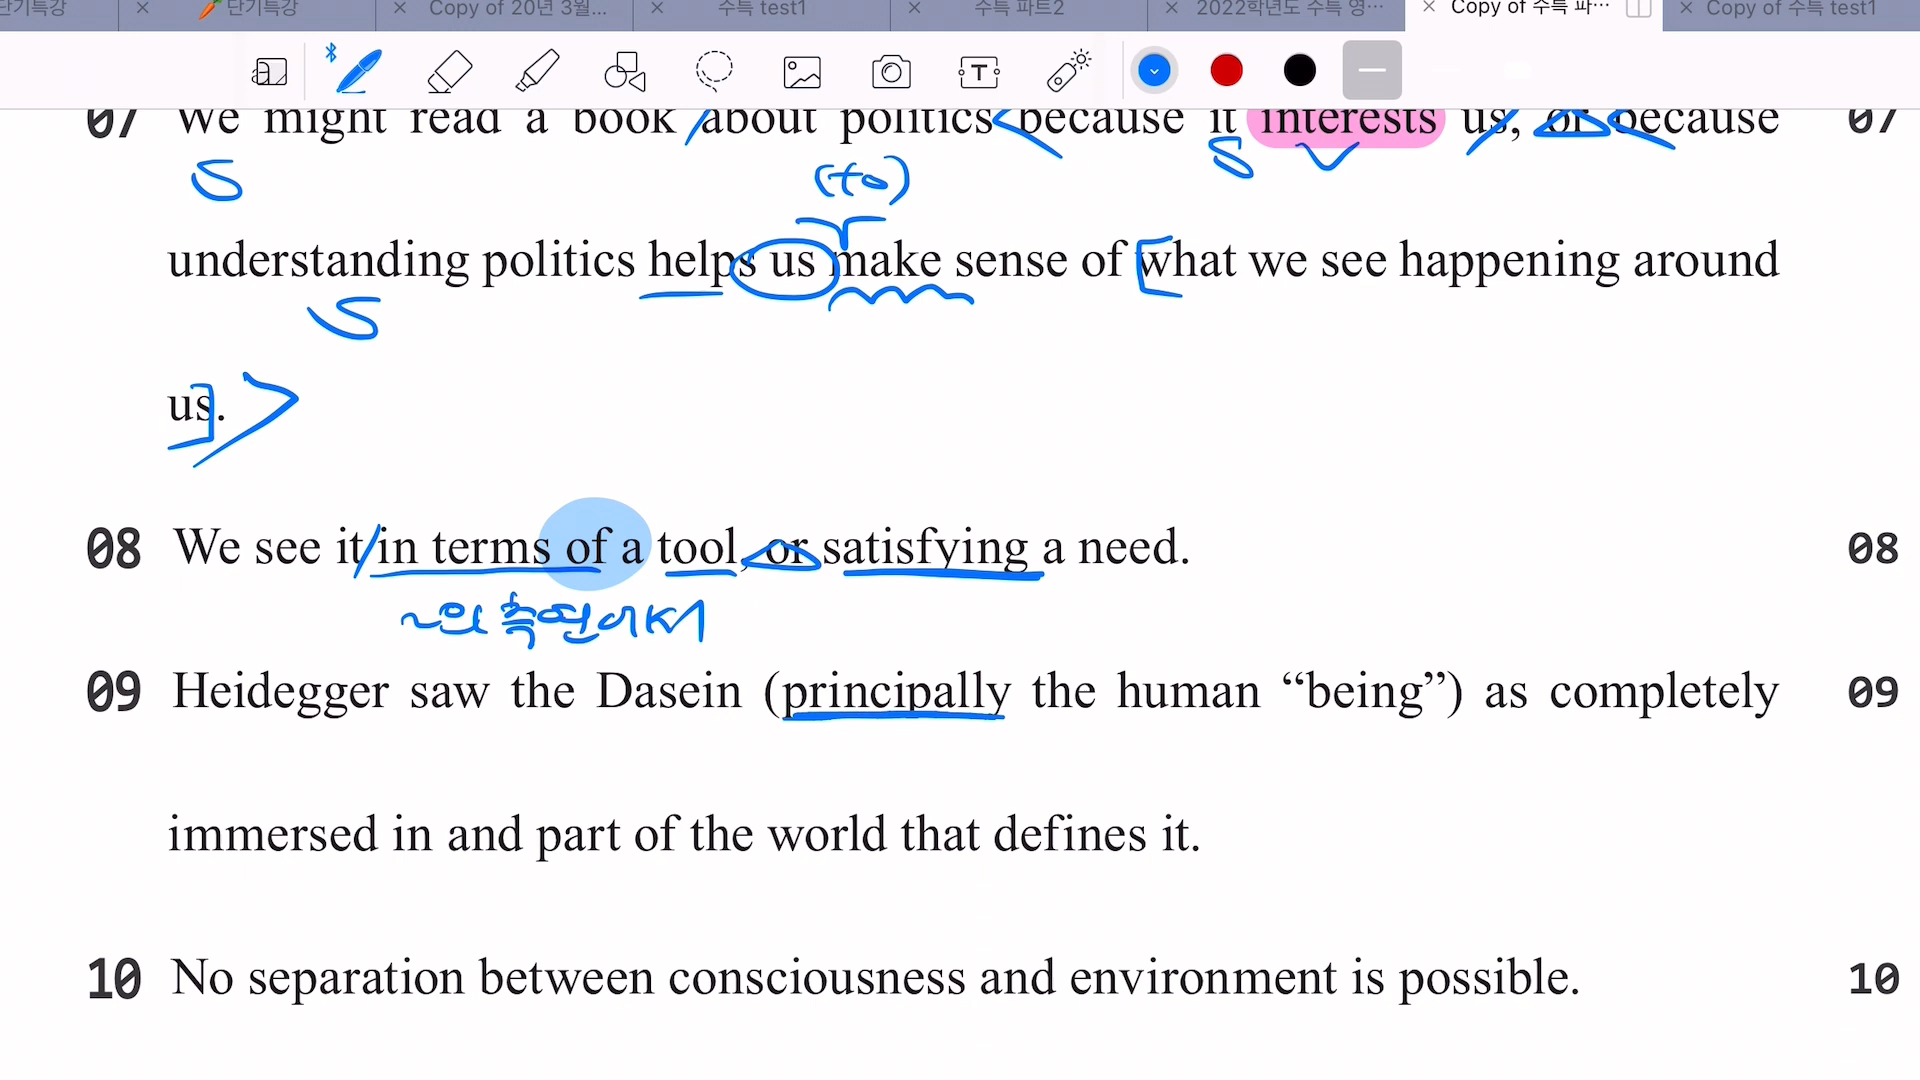 단기특강
단기특강
Copy of 20년 3월...
수특 test1
수특 파트2
2022학년도 수특 영...
Copy of 수특 파...
Copy of 수특 test1
07 We might read a book about politics because it interests us, or because 07
S S V
(to)
understanding politics helps us make sense of what we see happening around
S
us.
08 We see it in terms of a tool, or satisfying a need. 08
~의 측면에서
09 Heidegger saw the Dasein (principally the human “being”) as completely 09
immersed in and part of the world that defines it.
10 No separation between consciousness and environment is possible. 10